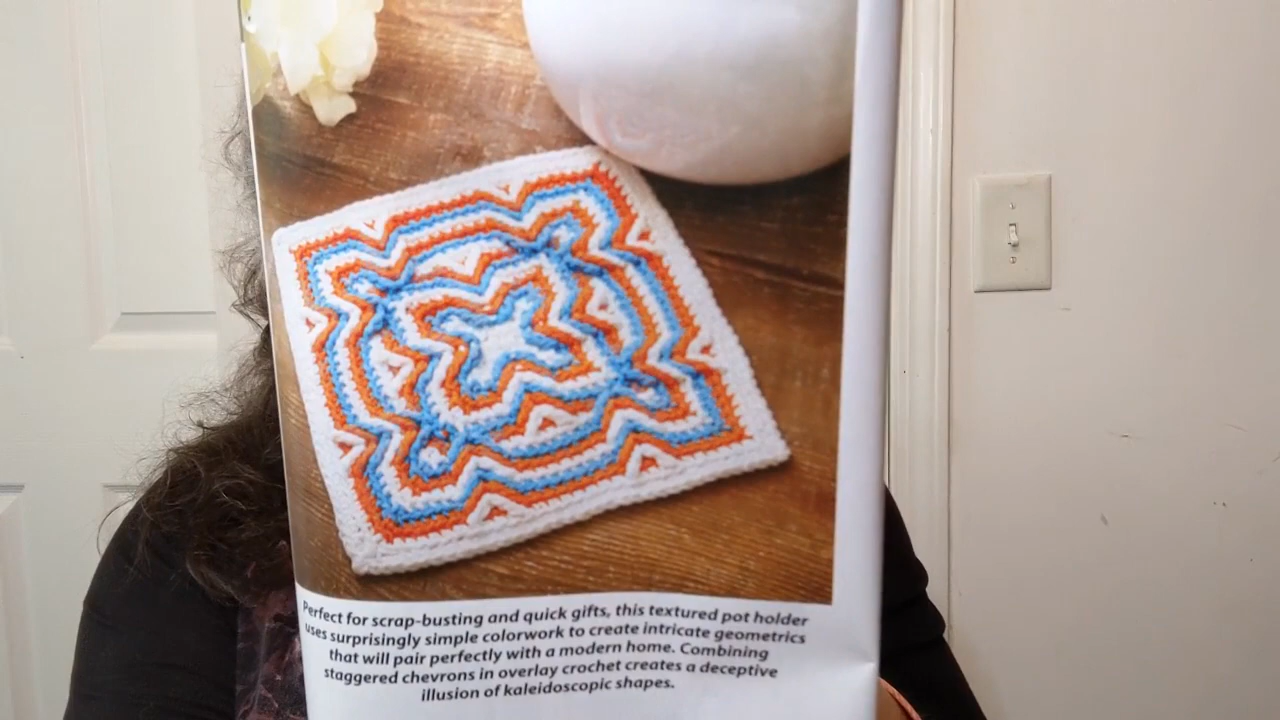 Perfect for scrap-busting and quick gifts, this textured pot holder
uses surprisingly simple colorwork to create intricate geometrics
that will pair perfectly with a modern home. Combining
staggered chevrons in overlay crochet creates a deceptive
illusion of kaleidoscopic shapes.